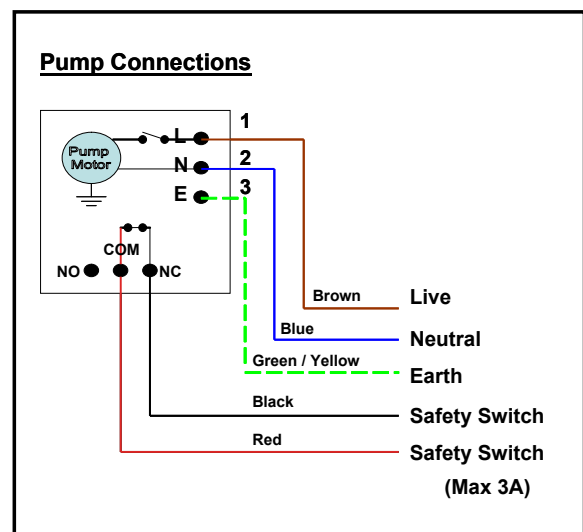 Pump Connections
1
L
Pump
Motor
2
N
3
E
COM
NO
NC
Brown
Live
Blue
Neutral
Green / Yellow
Earth
Black
Safety Switch
Red
Safety Switch
(Max 3A)